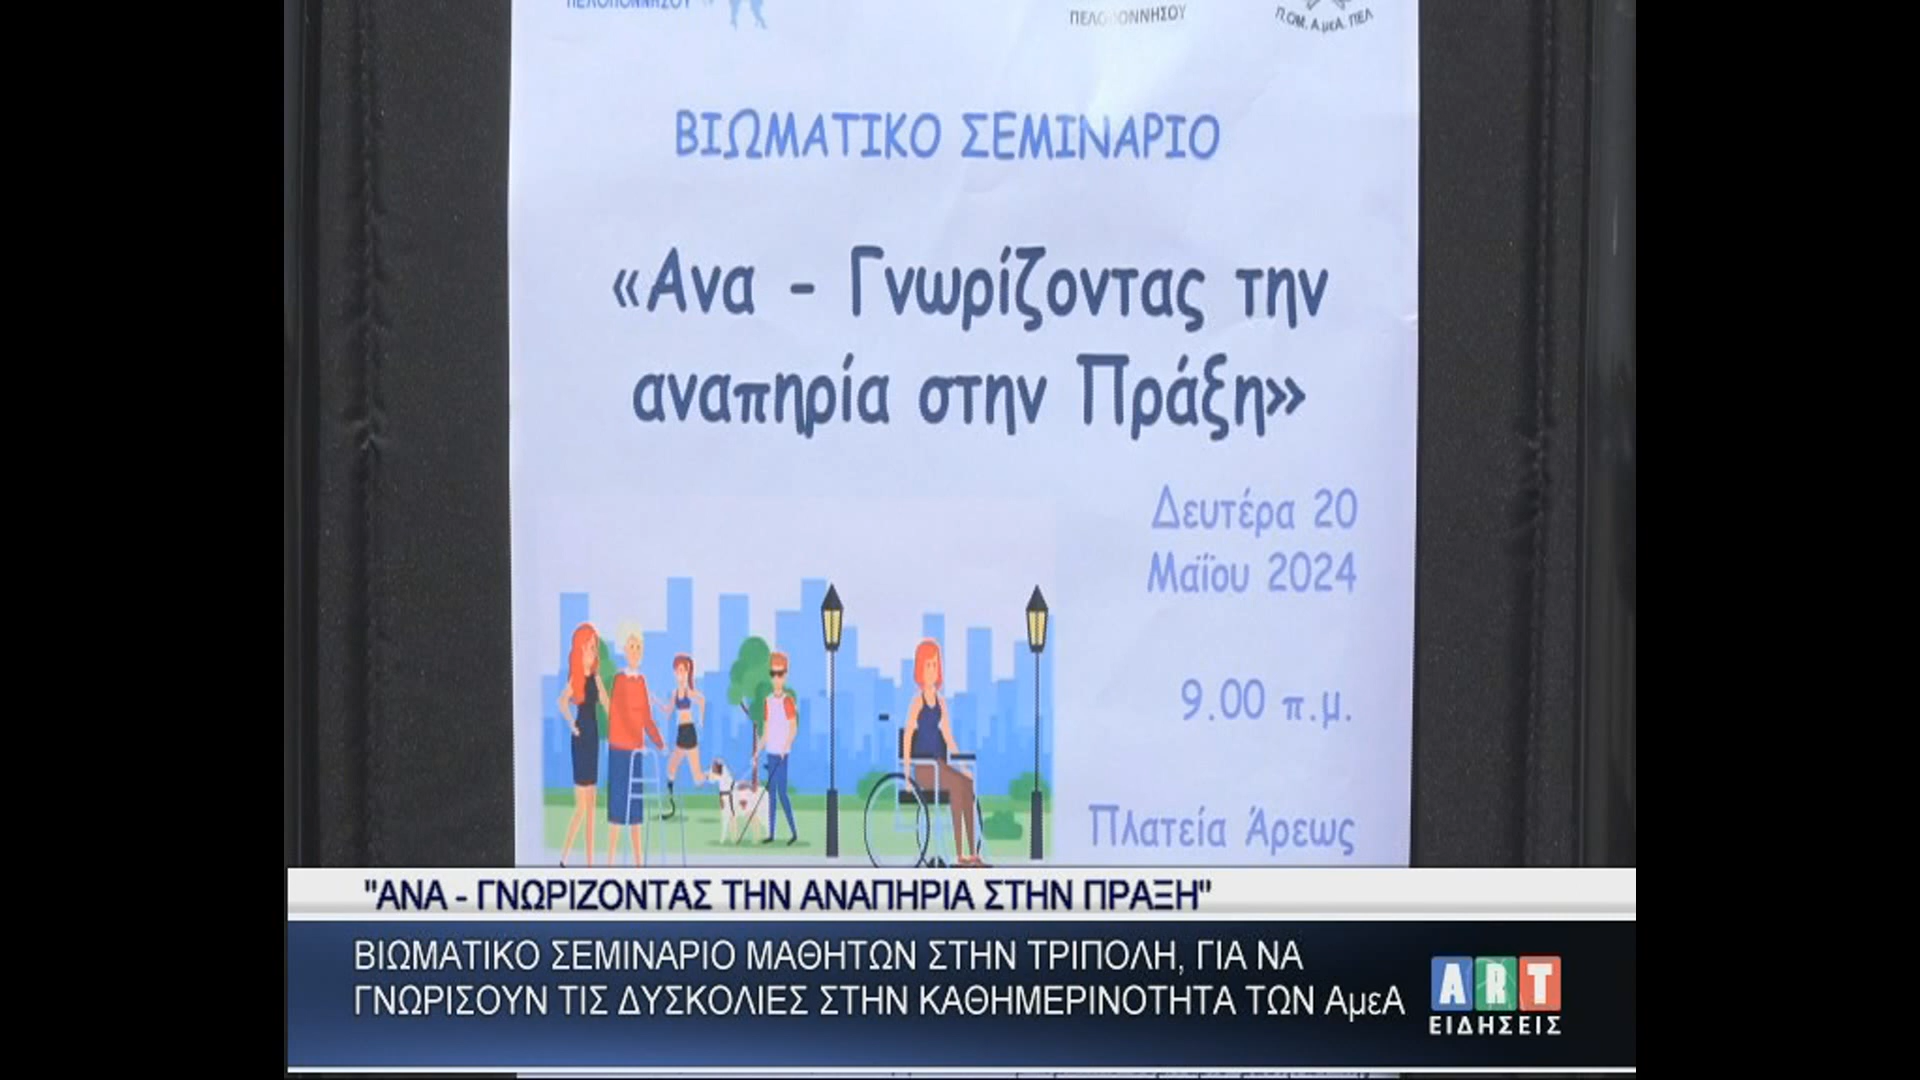 ΠΕΛΟΠΟΝΝΗΣΟΥ
ΠΕΛΟΠΟΝΝΗΣΟΥ
Π.ΟΜ. ΑμεΑ. ΠΕΛ
ΒΙΩΜΑΤΙΚΟ ΣΕΜΙΝΑΡΙΟ
«Ανα - Γνωρίζοντας την
αναπηρία στην Πράξη»
Δευτέρα 20
Μαΐου 2024
9.00 π.μ.
Πλατεία Άρεως
"ΑΝΑ - ΓΝΩΡΙΖΟΝΤΑΣ ΤΗΝ ΑΝΑΠΗΡΙΑ ΣΤΗΝ ΠΡΑΞΗ"
ΒΙΩΜΑΤΙΚΟ ΣΕΜΙΝΑΡΙΟ ΜΑΘΗΤΩΝ ΣΤΗΝ ΤΡΙΠΟΛΗ, ΓΙΑ ΝΑ
ΓΝΩΡΙΣΟΥΝ ΤΙΣ ΔΥΣΚΟΛΙΕΣ ΣΤΗΝ ΚΑΘΗΜΕΡΙΝΟΤΗΤΑ ΤΩΝ ΑμεΑ
ART
ΕΙΔΗΣΕΙΣ